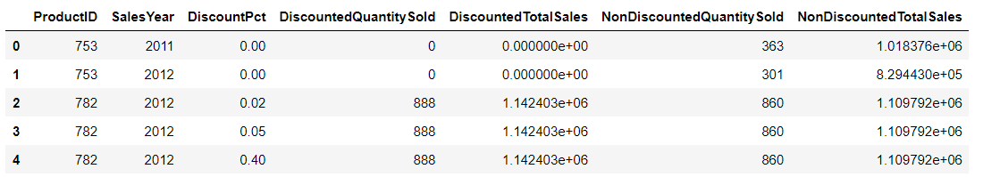 ProductID SalesYear DiscountPct DiscountedQuantitySold DiscountedTotalSales NonDiscountedQuantitySold NonDiscountedTotalSales
0 753 2011 0.00 0 0.000000e+00 363 1.018376e+06
1 753 2012 0.00 0 0.000000e+00 301 8.294430e+05
2 782 2012 0.02 888 1.142403e+06 860 1.109792e+06
3 782 2012 0.05 888 1.142403e+06 860 1.109792e+06
4 782 2012 0.40 888 1.142403e+06 860 1.109792e+06